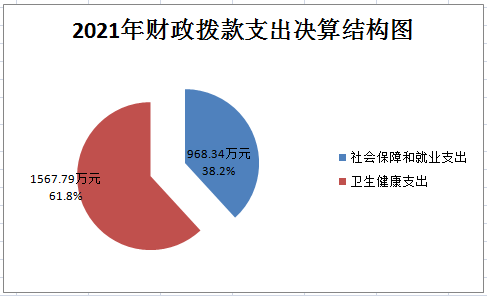 2021年财政拨款支出决算结构图
968.34万元
38.2%
1567.79万元
61.8%
社会保障和就业支出
卫生健康支出